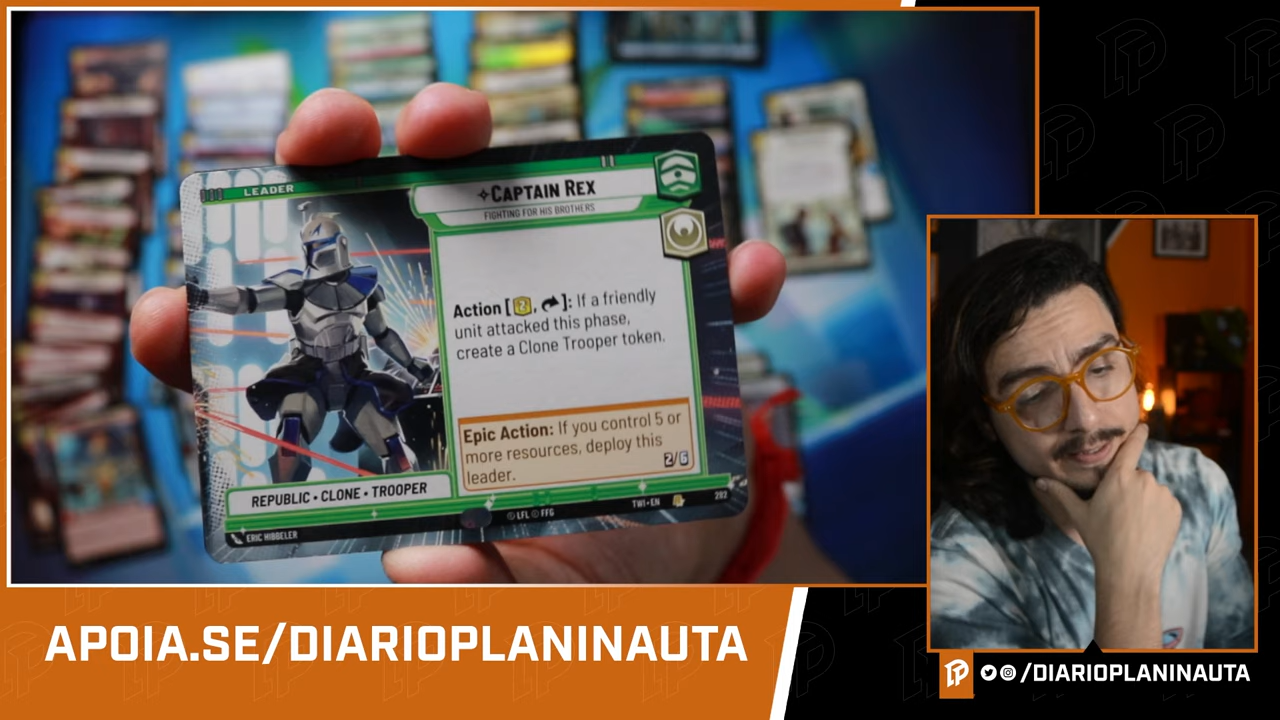 LEADER
CAPTAIN REX
FIGHTING FOR HIS BROTHERS
Action [2, ]: If a friendly
unit attacked this phase,
create a Clone Trooper token.
Epic Action: If you control 5 or
more resources, deploy this
leader.
2/6
REPUBLIC • CLONE • TROOPER
ERIC HIBBELER
© LFL © FFG
TWI • EN
283
APOIA.SE/DIARIOPLANINAUTA
/DIARIOPLANINAUTA